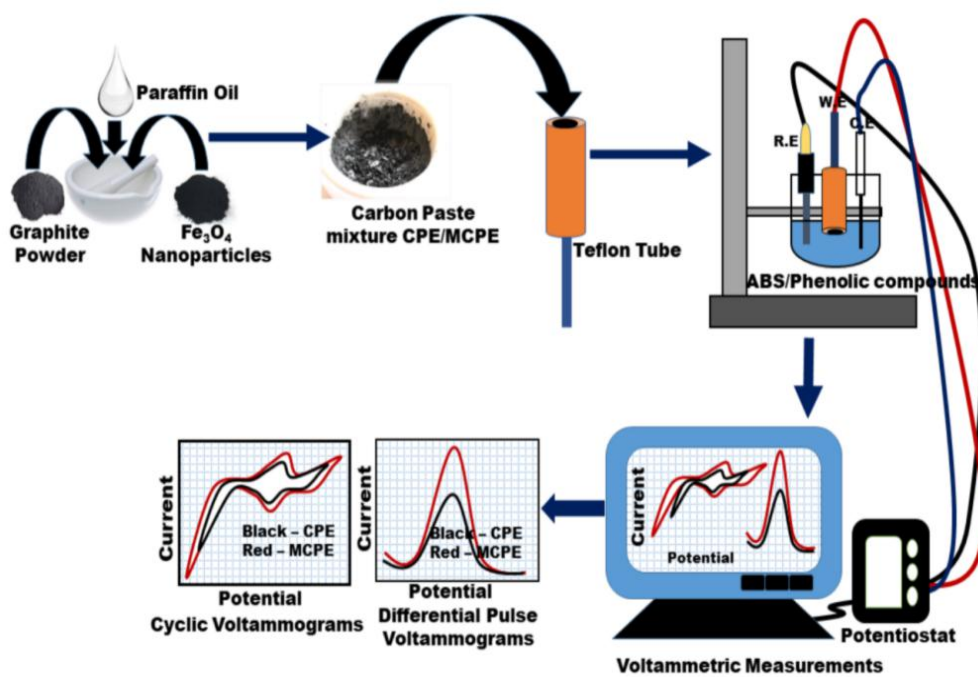 Paraffin Oil
Graphite
Powder
Fe₃O₄
Nanoparticles
Carbon Paste
mixture CPE/MCPE
Teflon Tube
R.E
W.E
C.E
ABS/Phenolic compounds
Current
Black – CPE
Red – MCPE
Potential
Cyclic Voltammograms
Current
Black – CPE
Red – MCPE
Potential
Differential Pulse
Voltammograms
Current
Potential
Voltammetric Measurements
Potentiostat